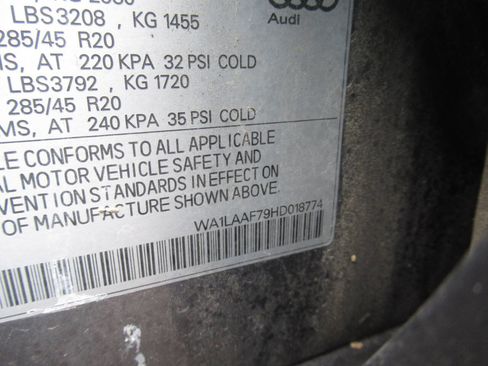 LBS3208 , KG 1455
285/45 R20
MS, AT 220 KPA 32 PSI COLD
LBS3792 , KG 1720
285/45 R20
MS, AT 240 KPA 35 PSI COLD
LE CONFORMS TO ALL APPLICABLE
AL MOTOR VEHICLE SAFETY AND
VENTION STANDARDS IN EFFECT ON
OF MANUFACTURE SHOWN ABOVE.
WA1LAAF79HD018774
Audi